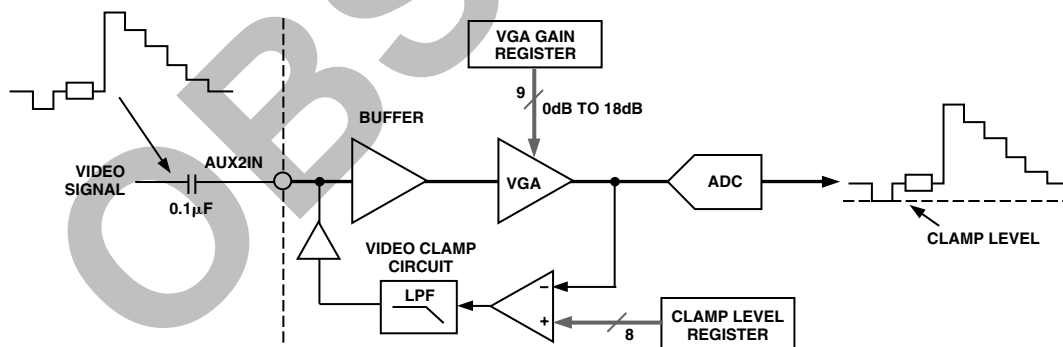 VGA GAIN
REGISTER
9
0dB TO 18dB
BUFFER
AUX2IN
VIDEO
SIGNAL
0.1μF
VGA
ADC
CLAMP LEVEL
VIDEO CLAMP
CIRCUIT
LPF
–
+
8
CLAMP LEVEL
REGISTER
OBS